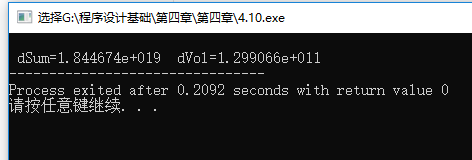 选择G:\程序设计基础\第四章\第四章\4.10.exe
dSum=1.844674e+019  dVol=1.299066e+011
--------------------------------
Process exited after 0.2092 seconds with return value 0
请按任意键继续. . .